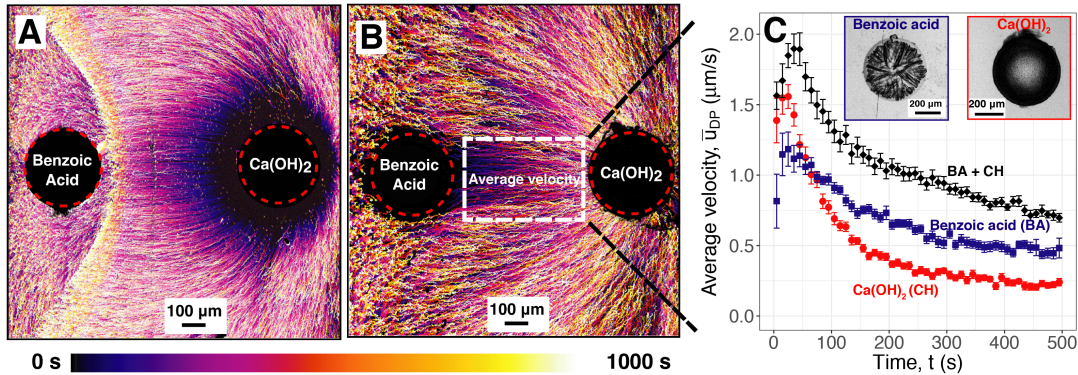 A
Benzoic
Acid
Ca(OH)2
100 µm
B
Benzoic
Acid
Average velocity
Ca(OH)2
100 µm
0 s
1000 s
C
Benzoic acid
200 µm
Ca(OH)2
200 µm
Average velocity, u̅DP (µm/s)
2.0
1.5
1.0
0.5
0.0
BA + CH
Benzoic acid (BA)
Ca(OH)2 (CH)
0
100
200
300
400
500
Time, t (s)